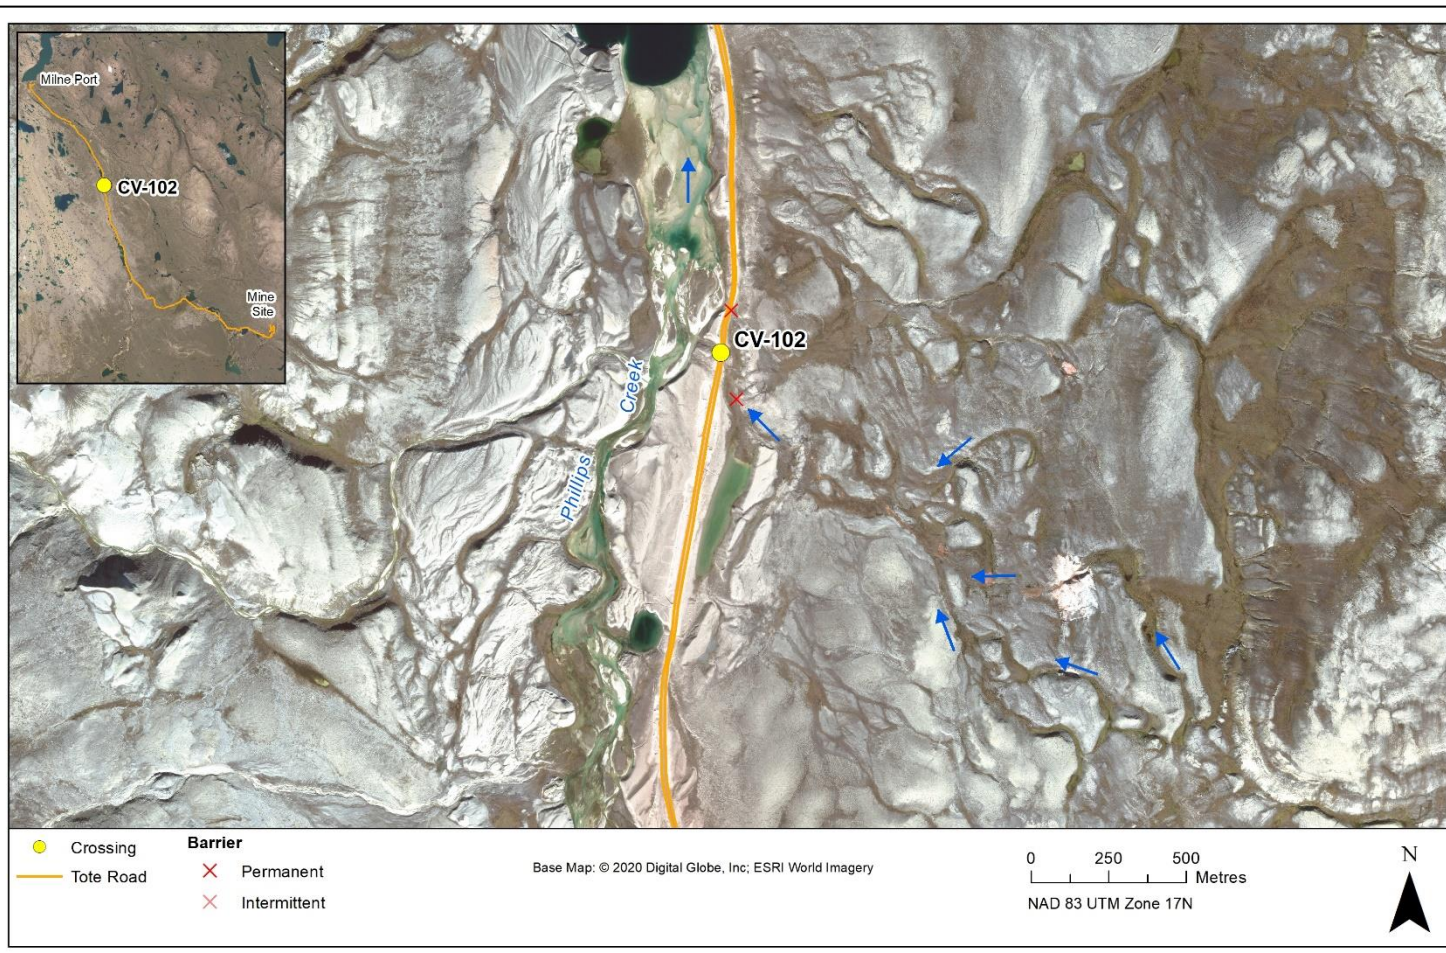 Milne Port
CV-102
Mine
Site
CV-102
Phillips Creek
Crossing
Tote Road
Barrier
Permanent
Intermittent
Base Map: © 2020 Digital Globe, Inc; ESRI World Imagery
0 250 500
Metres
NAD 83 UTM Zone 17N
N